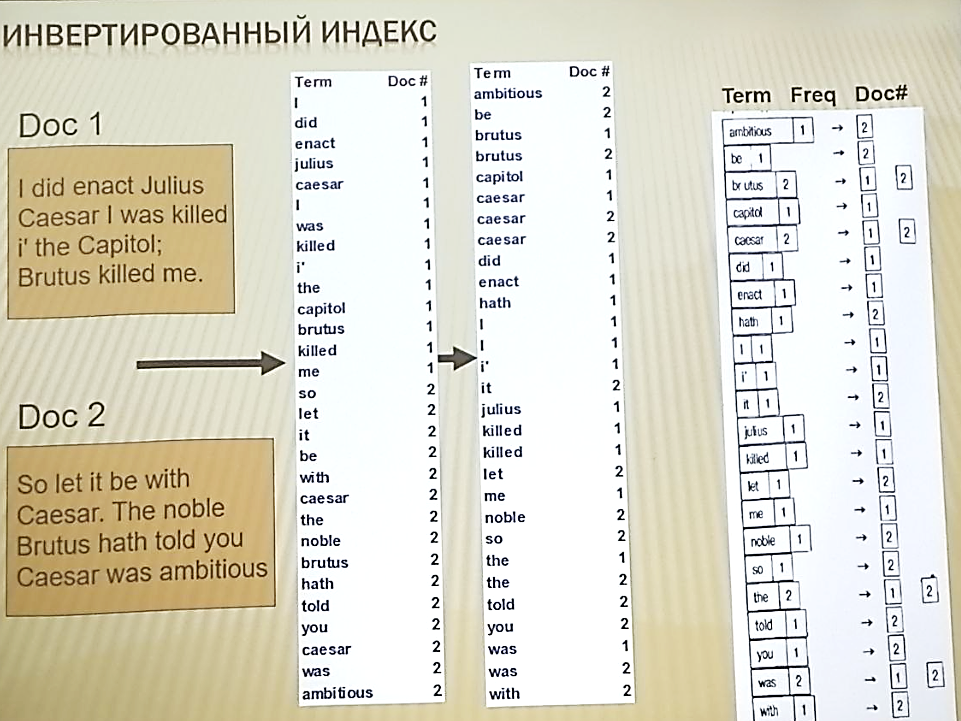 ИНВЕРТИРОВАННЫЙ ИНДЕКС
Doc 1
I did enact Julius
Caesar I was killed
i' the Capitol;
Brutus killed me.
Doc 2
So let it be with
Caesar. The noble
Brutus hath told you
Caesar was ambitious
Term Doc #
I 1
did 1
enact 1
julius 1
caesar 1
I 1
was 1
killed 1
i' 1
the 1
capitol 1
brutus 1
killed 1
me 1
so 2
let 2
it 2
be 2
with 2
caesar 2
the 2
noble 2
brutus 2
hath 2
told 2
you 2
caesar 2
was 2
ambitious 2
Term Doc #
ambitious 2
be 2
brutus 1
brutus 2
capitol 1
caesar 1
caesar 2
caesar 2
did 1
enact 1
hath 1
I 1
I 1
i' 1
it 2
julius 1
killed 1
killed 1
let 2
me 1
noble 2
so 2
the 1
the 2
told 2
you 2
was 1
was 2
with 2
Term Freq Doc#
ambitious 1 → 2
be 1 → 2
brutus 2 → 1 2
capitol 1 → 1
caesar 2 → 1 2
did 1 → 1
enact 1 → 1
hath 1 → 2
I 1 → 1
i' 1 → 1
it 1 → 2
julius 1 → 1
killed 1 → 1
let 1 → 2
me 1 → 1
noble 1 → 2
so 1 → 2
the 2 → 1 2
told 1 → 2
you 1 → 2
was 2 → 1 2
with 1 → 2